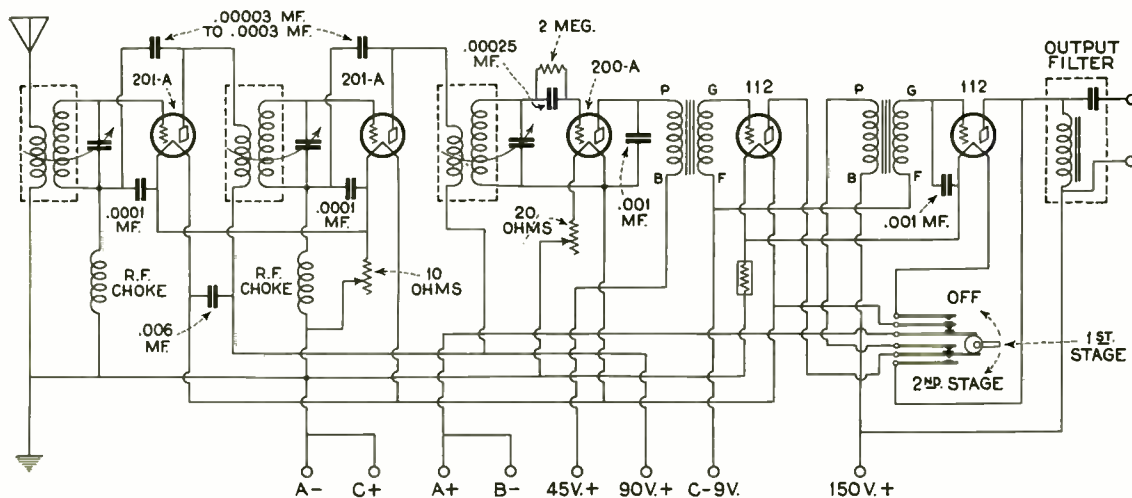 .00003 MF.
TO .0003 MF.
2 MEG.
.00025
MF.
OUTPUT
FILTER
201-A
201-A
200-A
P
G
112
P
G
112
B
F
B
F
.0001
MF.
.0001
MF.
.001
MF.
.001 MF.
20
OHMS
R.F.
CHOKE
R.F.
CHOKE
10
OHMS
.006
MF.
OFF
1ST.
STAGE
2ND. STAGE
A-
C+
A+
B-
45V.+
90V.+
C-9V.
150V.+